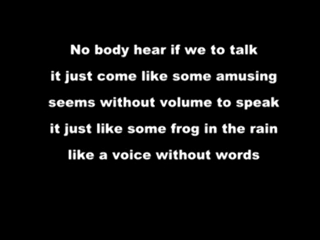 No body hear if we to talk
it just come like some amusing
seems without volume to speak
it just like some frog in the rain
like a voice without words